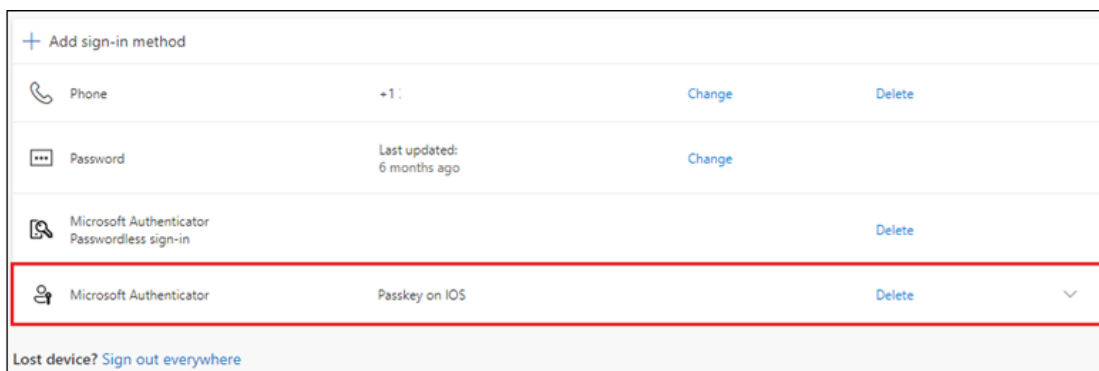 Add sign-in method
Phone +1 Change Delete
Password Last updated: 6 months ago Change
Microsoft Authenticator
Passwordless sign-in Delete
Microsoft Authenticator Passkey on IOS Delete
Lost device? Sign out everywhere